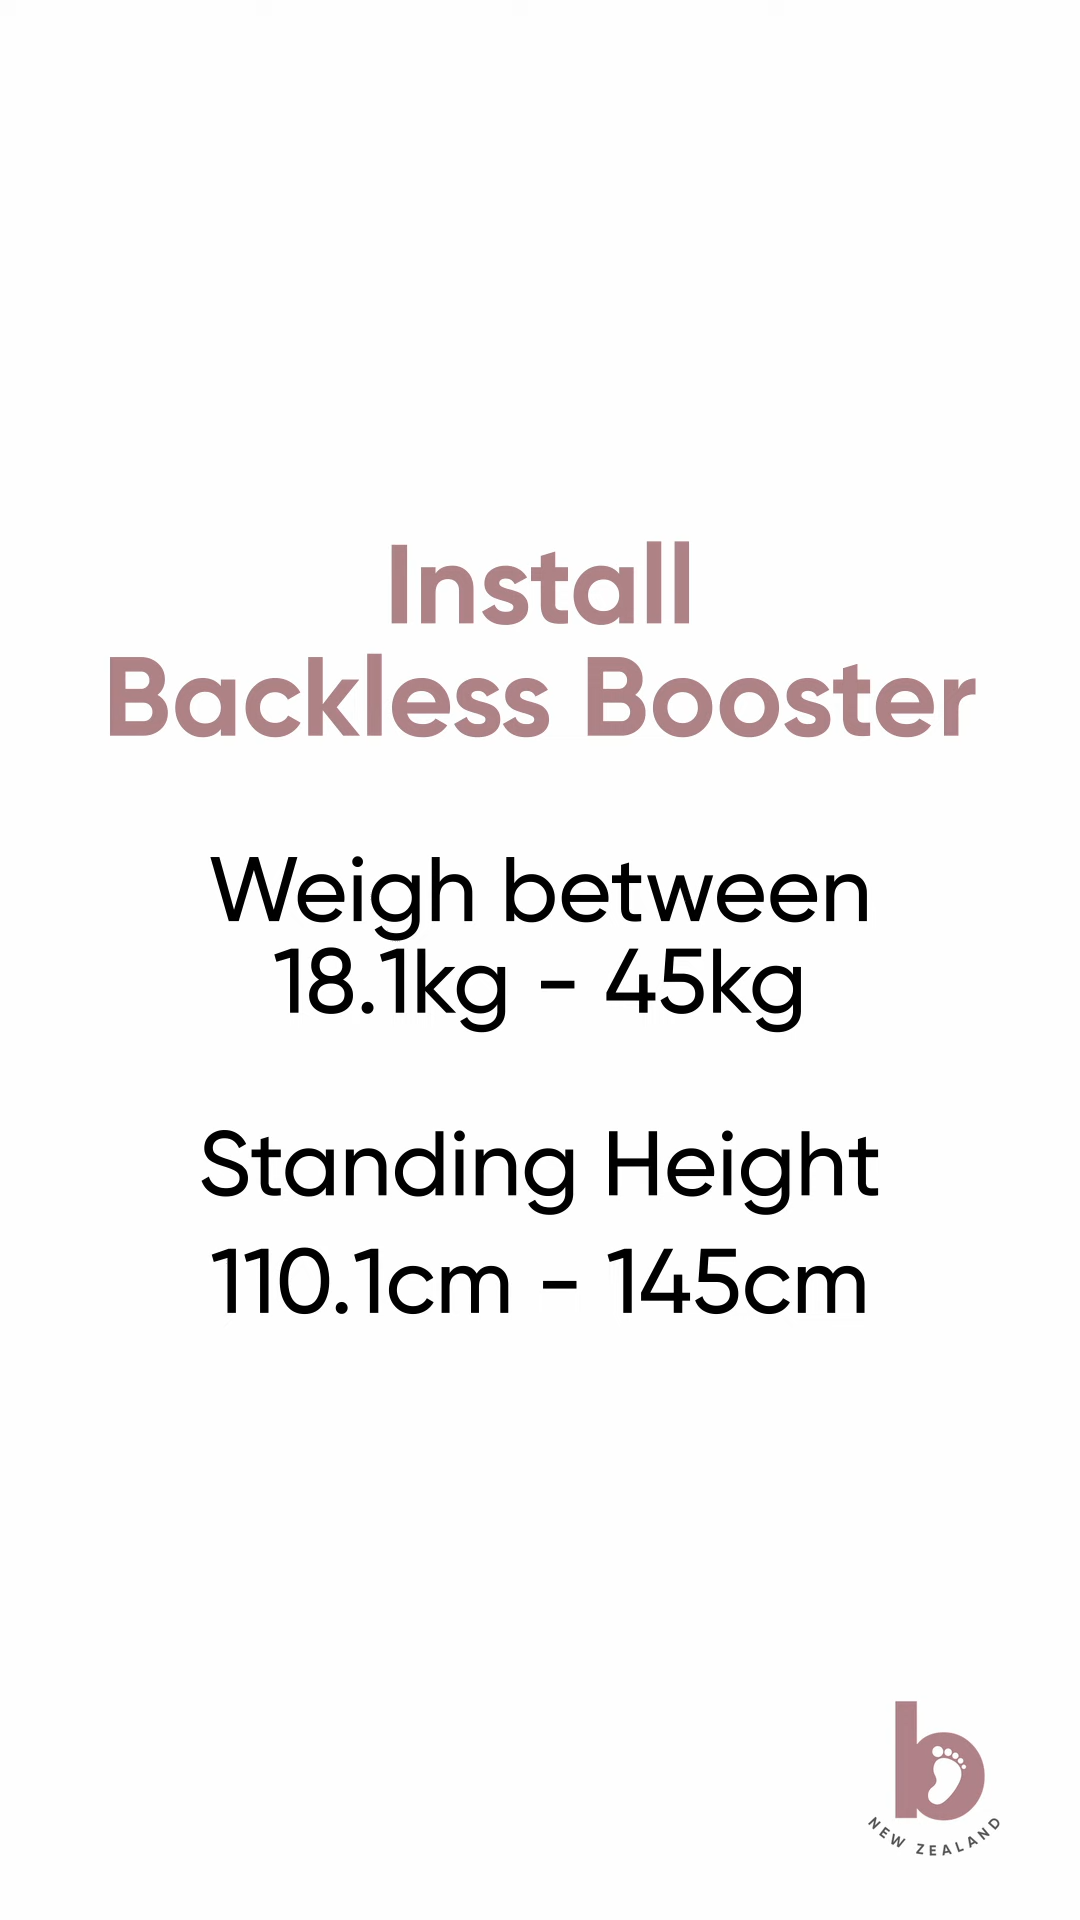 Install
Backless Booster
Weigh between
18.1kg - 45kg
Standing Height
110.1cm - 145cm
b
NEW ZEALAND